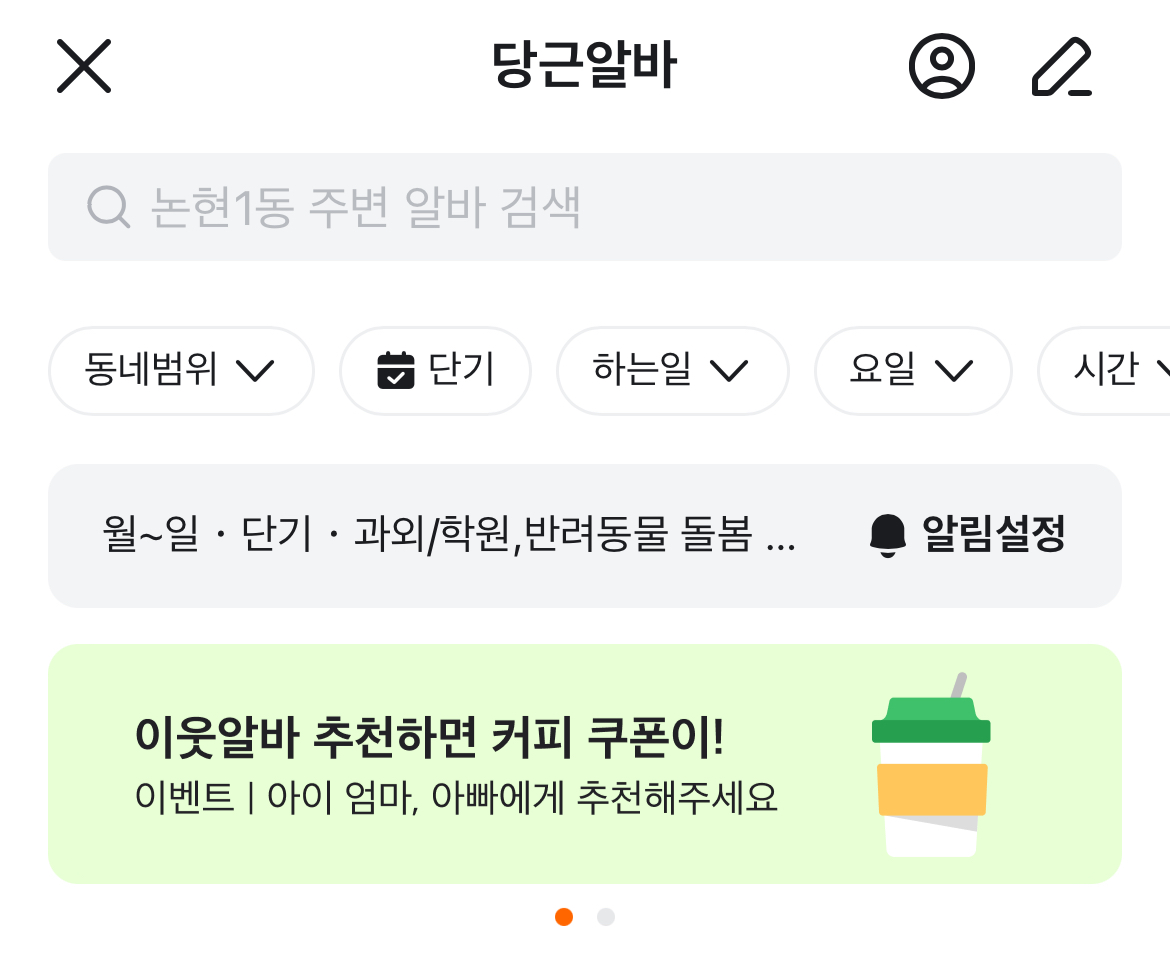 당근알바
논현1동 주변 알바 검색
동네범위 단기 하는일 요일 시간
월~일 · 단기 · 과외/학원,반려동물 돌봄 ... 알림설정
이웃알바 추천하면 커피 쿠폰이!
이벤트 | 아이 엄마, 아빠에게 추천해주세요